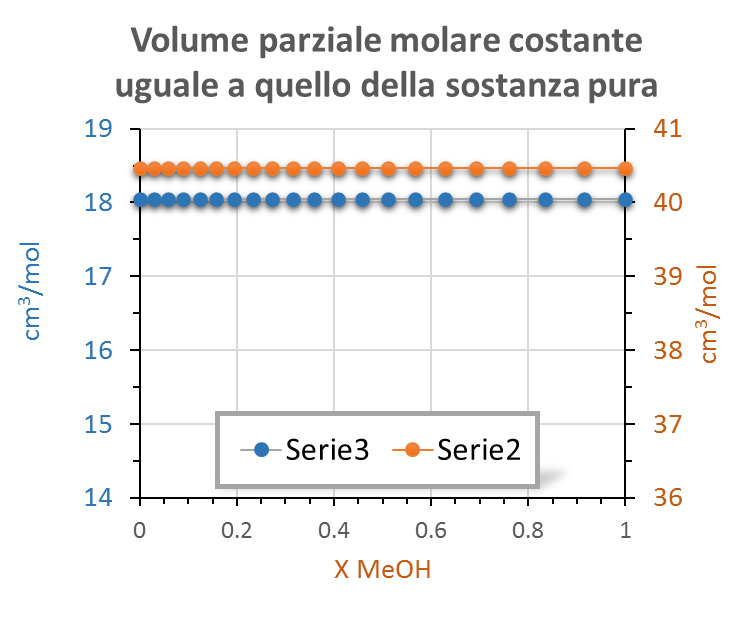 Volume parziale molare costante
uguale a quello della sostanza pura
19
18
17
16
15
14
cm³/mol
41
40
39
38
37
36
cm³/mol
Serie3 Serie2
0 0.2 0.4 0.6 0.8 1
X MeOH